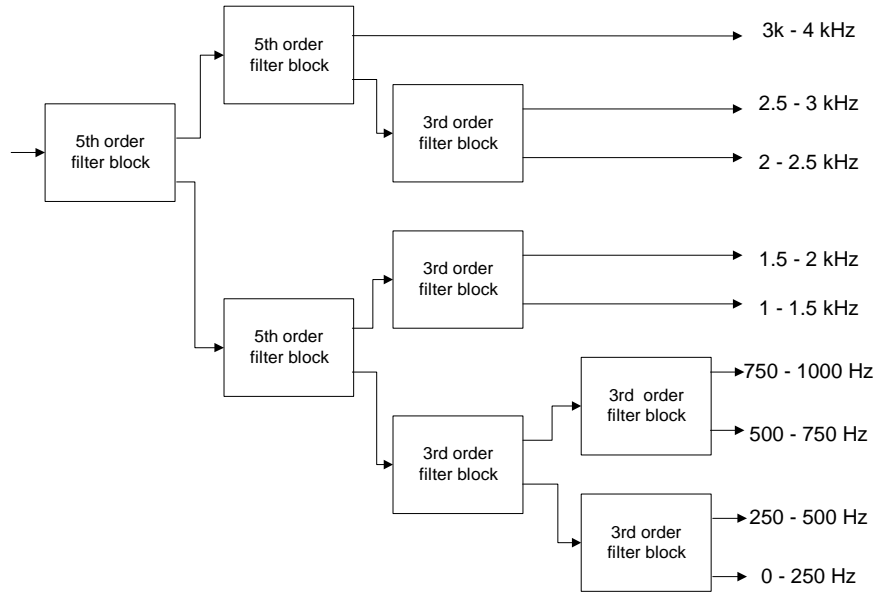 5th order
filter block
3k - 4 kHz
5th order
filter block
3rd order
filter block
2.5 - 3 kHz
2 - 2.5 kHz
3rd order
filter block
1.5 - 2 kHz
1 - 1.5 kHz
5th order
filter block
3rd order
filter block
750 - 1000 Hz
500 - 750 Hz
3rd order
filter block
3rd order
filter block
250 - 500 Hz
0 - 250 Hz